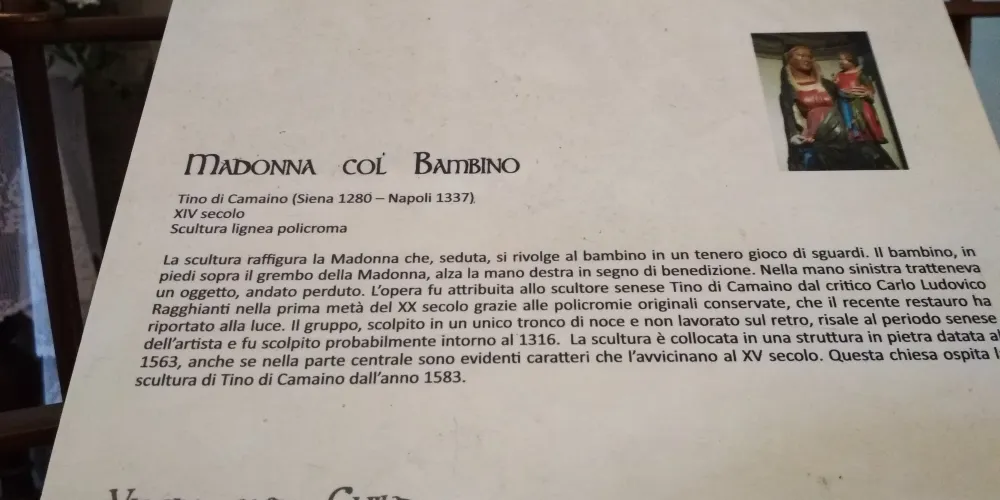 MADONNA COL BAMBINO
Tino di Camaino (Siena 1280 – Napoli 1337)
XIV secolo
Scultura lignea policroma
La scultura raffigura la Madonna che, seduta, si rivolge al bambino in un tenero gioco di sguardi. Il bambino, in
piedi sopra il grembo della Madonna, alza la mano destra in segno di benedizione. Nella mano sinistra tratteneva
un oggetto, andato perduto. L'opera fu attribuita allo scultore senese Tino di Camaino dal critico Carlo Ludovico
Ragghianti nella prima metà del XX secolo grazie alle policromie originali conservate, che il recente restauro ha
riportato alla luce. Il gruppo, scolpito in un unico tronco di noce e non lavorato sul retro, risale al periodo senese
dell'artista e fu scolpito probabilmente intorno al 1316. La scultura è collocata in una struttura in pietra datata al
1563, anche se nella parte centrale sono evidenti caratteri che l'avvicinano al XV secolo. Questa chiesa ospita
scultura di Tino di Camaino dall'anno 1583.